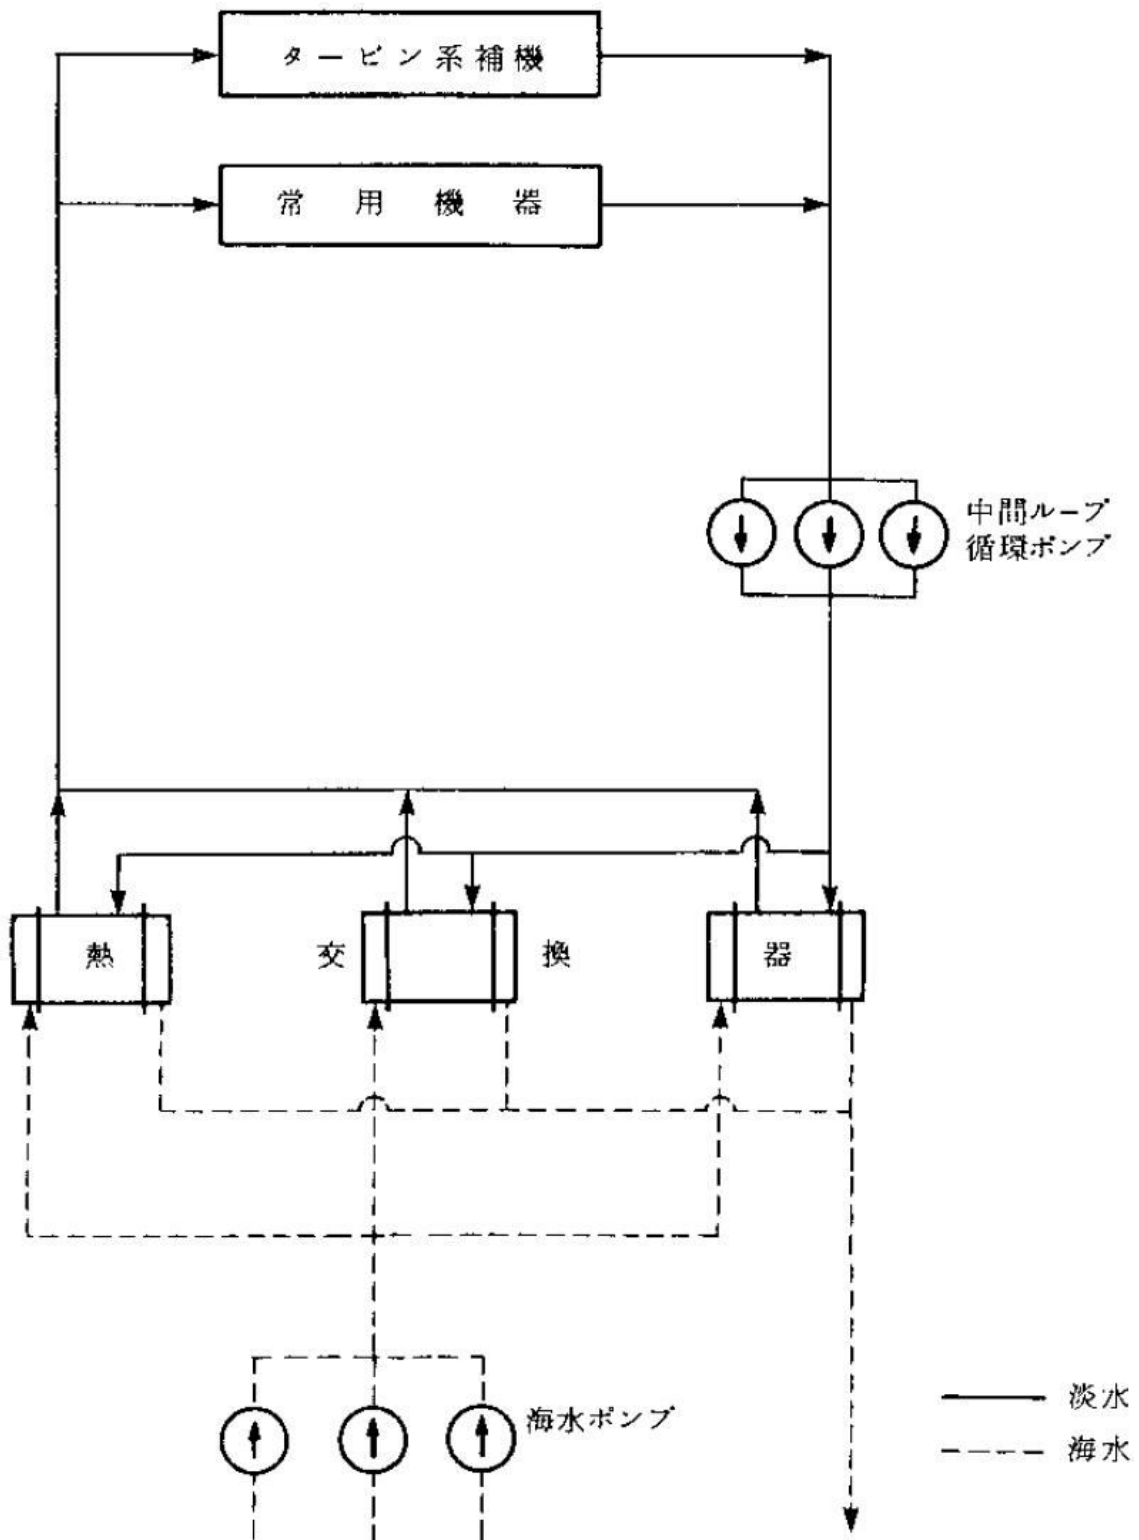 タービン系補機
常用機器
中間ループ
循環ポンプ
熱交換器
海水ポンプ
淡水
海水